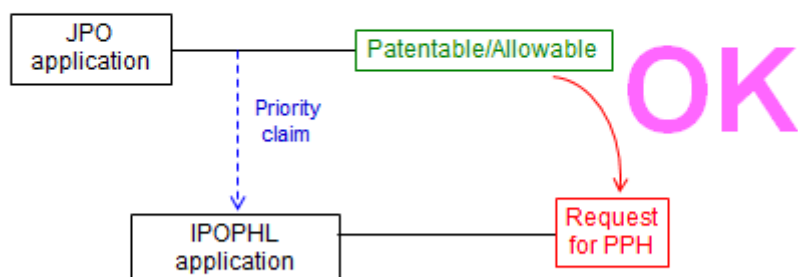 JPO
application
Patentable/Allowable
OK
Priority
claim
IPOPHL
application
Request
for PPH